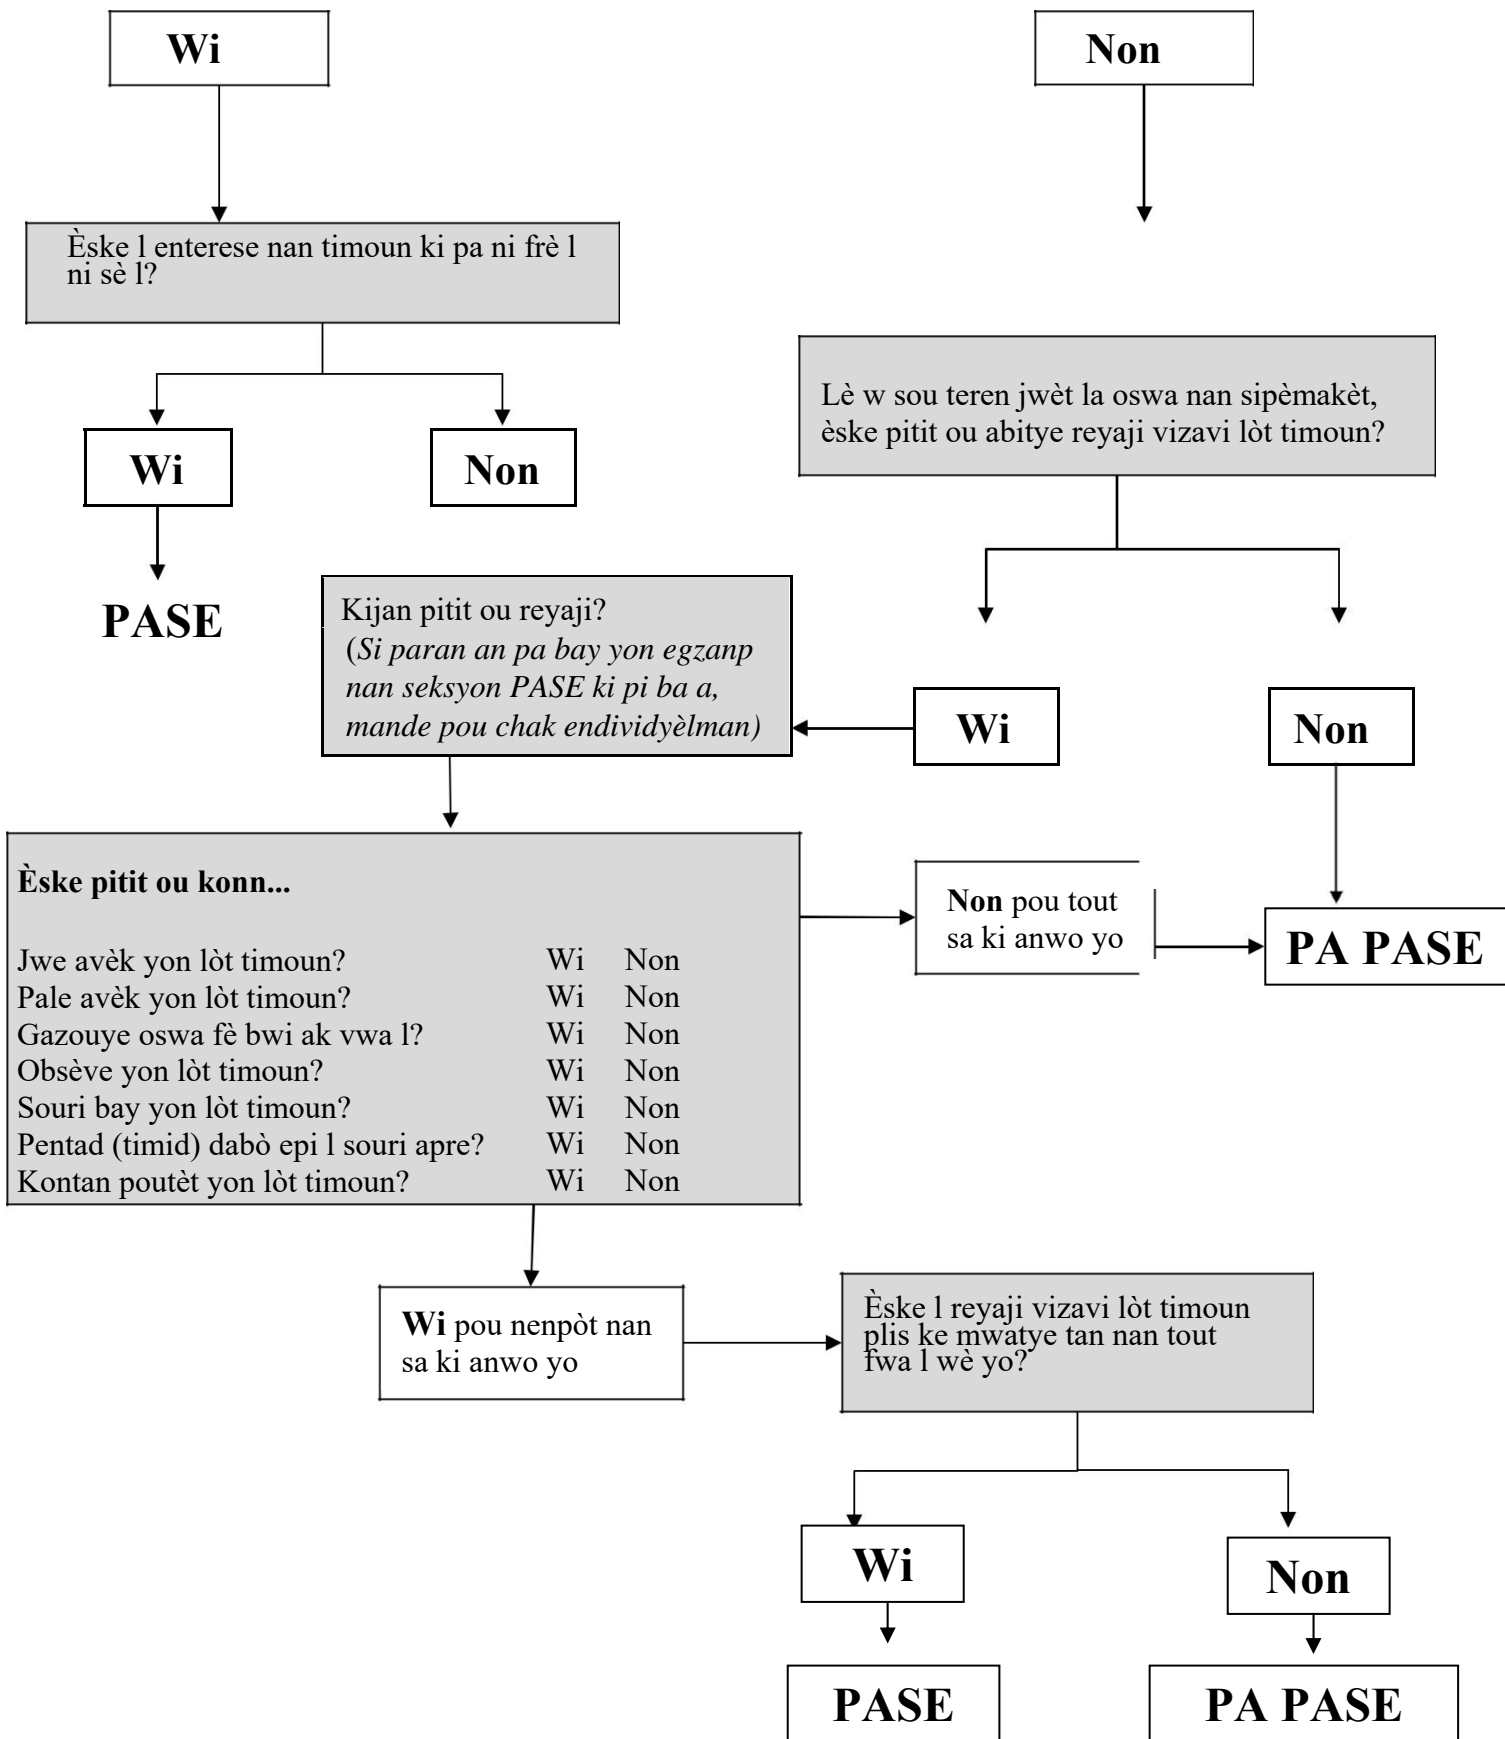 Wi
Non
Èske l enterese nan timoun ki pa ni frè l
ni sè l?
Lè w sou teren jwèt la oswa nan sipèmakèt,
èske pitit ou abitye reyaji vizavi lòt timoun?
Wi
Non
PASE
Kijan pitit ou reyaji?
(Si paran an pa bay yon egzanp
nan seksyon PASE ki pi ba a,
mande pou chak endividyèlman)
Wi
Non
Èske pitit ou konn...
Jwe avèk yon lòt timoun? Wi Non
Pale avèk yon lòt timoun? Wi Non
Gazouye oswa fè bwi ak vwa l? Wi Non
Obsève yon lòt timoun? Wi Non
Souri bay yon lòt timoun? Wi Non
Pentad (timid) dabò epi l souri apre? Wi Non
Kontan poutèt yon lòt timoun? Wi Non
Non pou tout
sa ki anwo yo
PA PASE
Wi pou nenpòt nan
sa ki anwo yo
Èske l reyaji vizavi lòt timoun
plis ke mwatye tan nan tout
fwa l wè yo?
Wi
Non
PASE
PA PASE